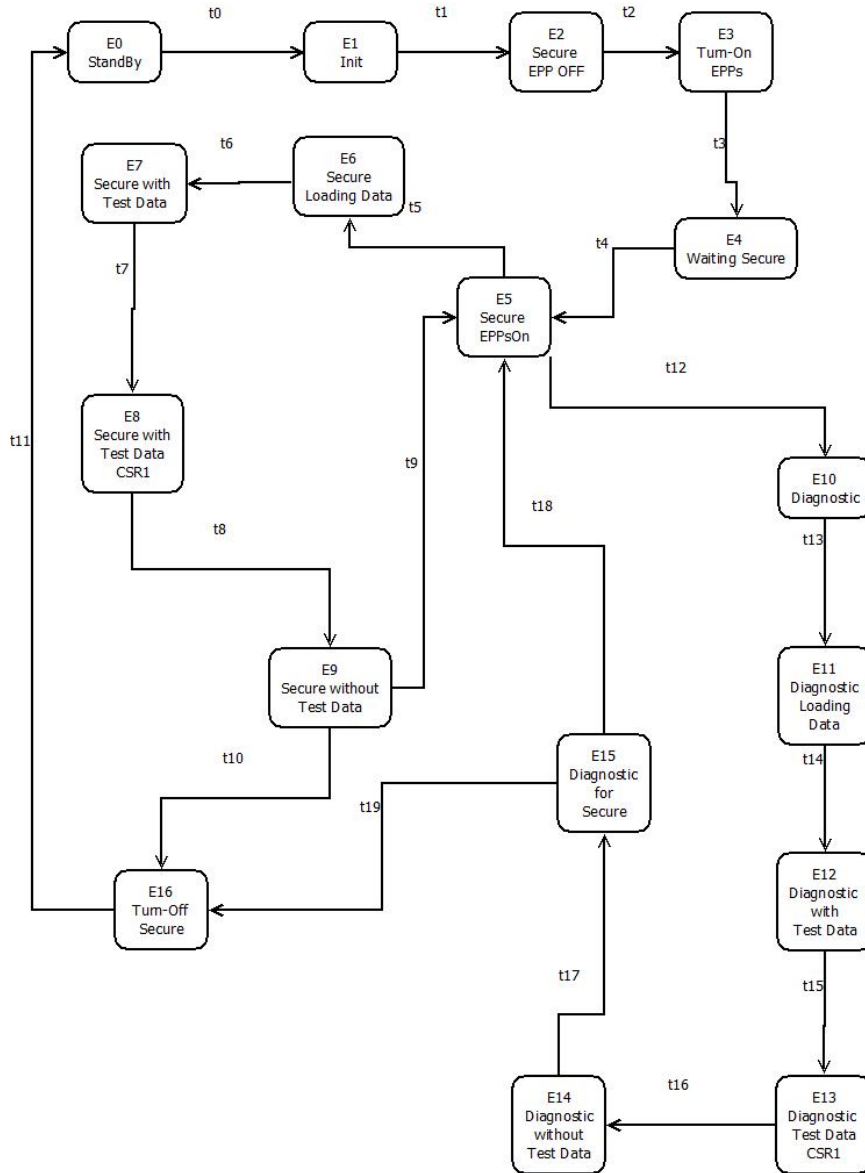 t0
t1
t2
E0
StandBy
E1
Init
E2
Secure
EPP OFF
E3
Turn-On
EPPs
t3
t6
E7
Secure with
Test Data
E6
Secure
Loading Data
t5
t4
E4
Waiting Secure
t7
E5
Secure
EPPsOn
t12
E8
Secure with
Test Data
CSR1
t11
t9
E10
Diagnostic
t8
t18
t13
E9
Secure without
Test Data
E11
Diagnostic
Loading
Data
t10
E15
Diagnostic
for
Secure
t14
t19
E16
Turn-Off
Secure
E12
Diagnostic
with
Test Data
t17
t15
t16
E14
Diagnostic
without
Test Data
E13
Diagnostic
Test Data
CSR1